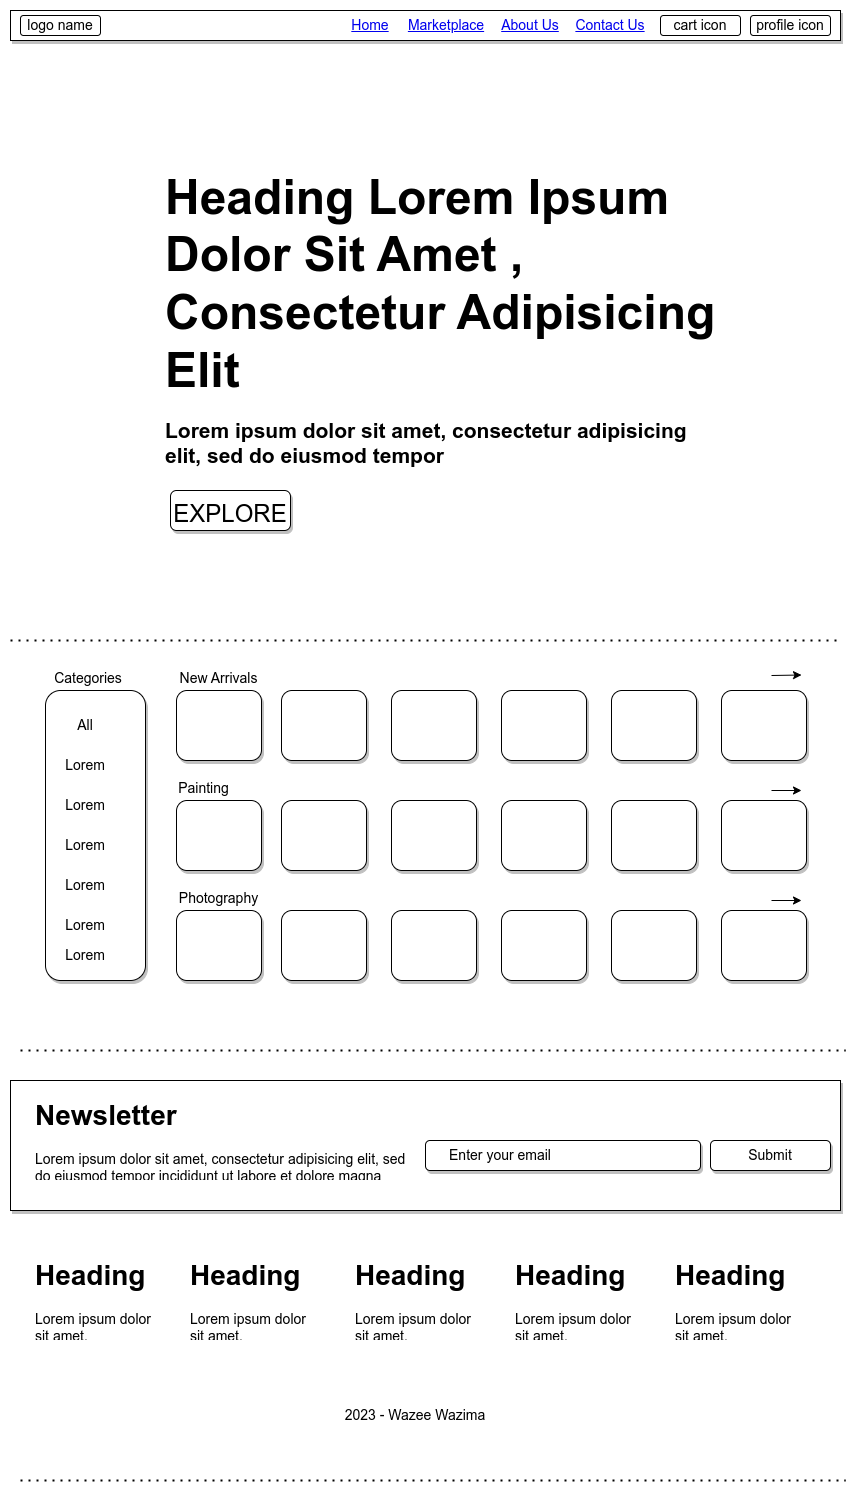 logo name Home Marketplace About Us Contact Us cart icon profile icon
Heading Lorem Ipsum
Dolor Sit Amet ,
Consectetur Adipisicing
Elit
Lorem ipsum dolor sit amet, consectetur adipisicing
elit, sed do eiusmod tempor
EXPLORE
Categories
All
Lorem
Lorem
Lorem
Lorem
Lorem
Lorem
New Arrivals
Painting
Photography
Newsletter
Lorem ipsum dolor sit amet, consectetur adipisicing elit, sed
do eiusmod tempor incididunt ut labore et dolore magna
Enter your email
Submit
Heading
Lorem ipsum dolor
sit amet,
Heading
Lorem ipsum dolor
sit amet,
Heading
Lorem ipsum dolor
sit amet,
Heading
Lorem ipsum dolor
sit amet,
Heading
Lorem ipsum dolor
sit amet,
2023 - Wazee Wazima